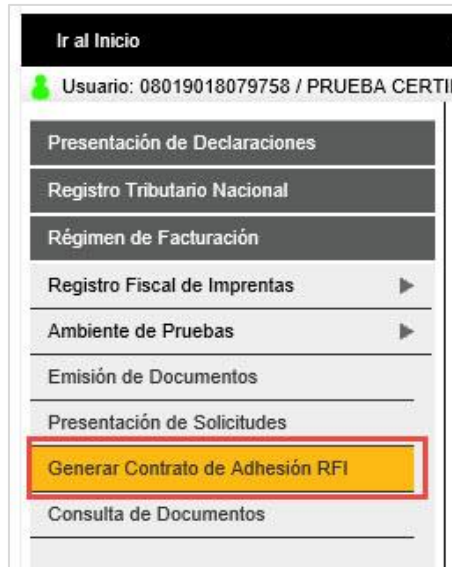 Ir al Inicio
Usuario: 08019018079758 / PRUEBA CERTI
Presentación de Declaraciones
Registro Tributario Nacional
Régimen de Facturación
Registro Fiscal de Imprentas
Ambiente de Pruebas
Emisión de Documentos
Presentación de Solicitudes
Generar Contrato de Adhesión RFI
Consulta de Documentos